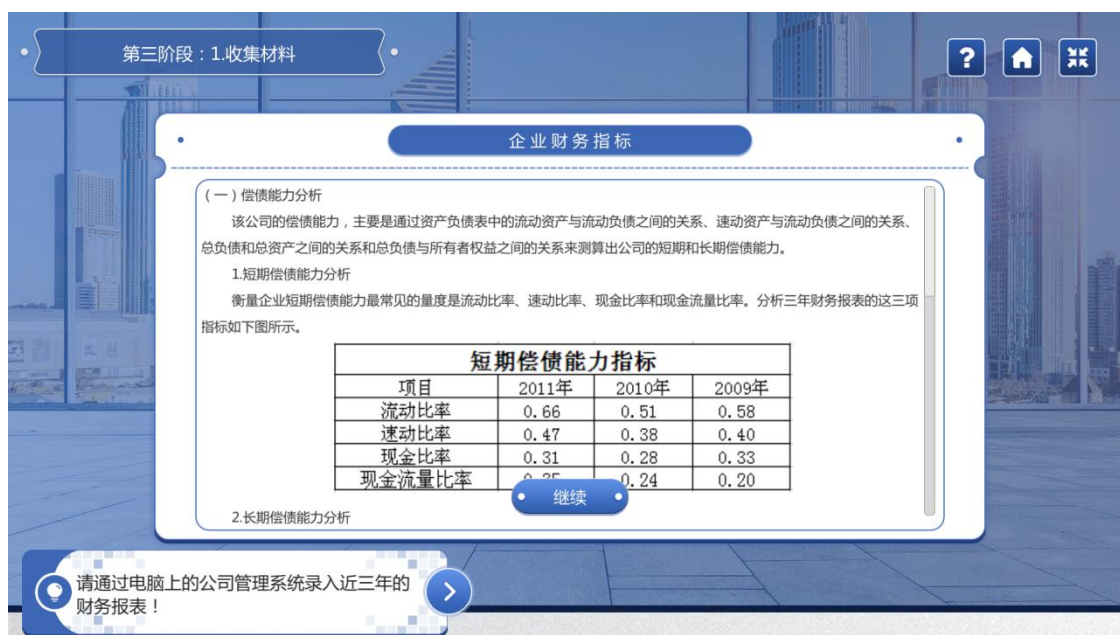 第三阶段：1.收集材料
?
企业财务指标
（一）偿债能力分析
该公司的偿债能力，主要是通过资产负债表中的流动资产与流动负债之间的关系、速动资产与流动负债之间的关系、
总负债和总资产之间的关系和总负债与所有者权益之间的关系来测算出公司的短期和长期偿债能力。
1.短期偿债能力分析
衡量企业短期偿债能力最常见的量度是流动比率、速动比率、现金比率和现金流量比率。分析三年财务报表的这三项
指标如下图所示。
短期偿债能力指标
项目 2011年 2010年 2009年
流动比率 0.66 0.51 0.58
速动比率 0.47 0.38 0.40
现金比率 0.31 0.28 0.33
现金流量比率 0.24 0.20
继续
2.长期偿债能力分析
请通过电脑上的公司管理系统录入近三年的
财务报表！